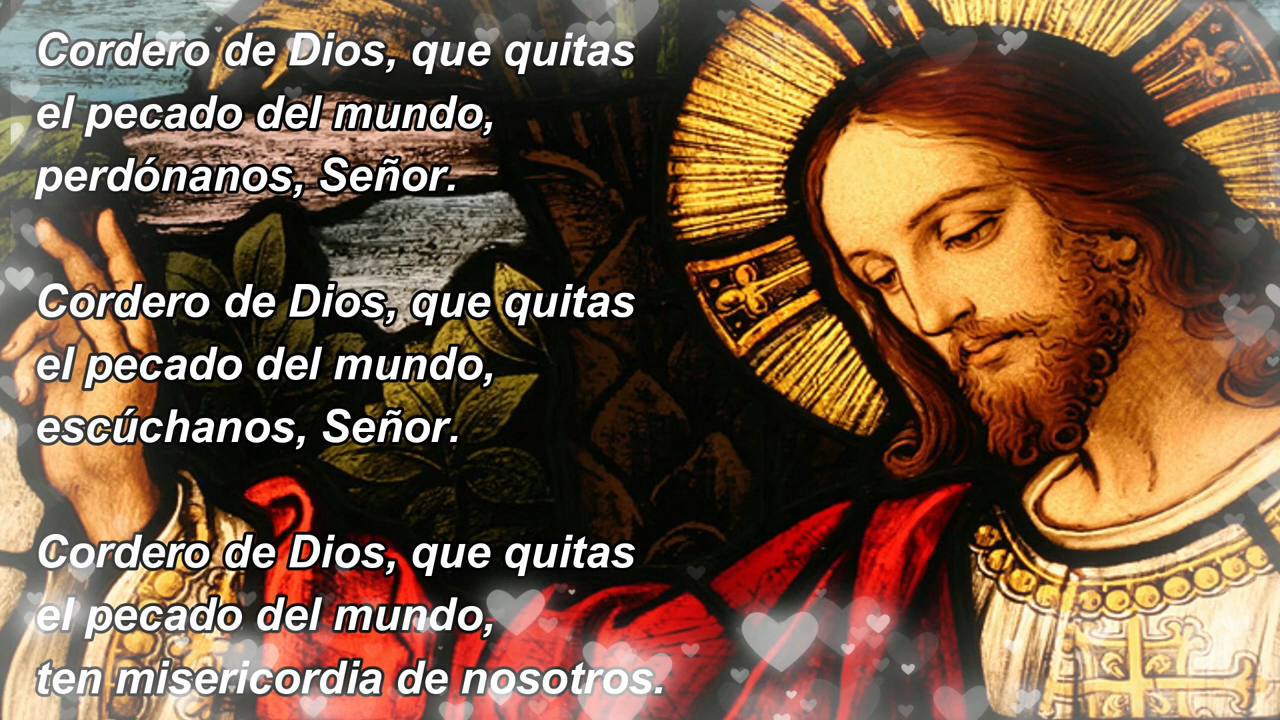 Cordero de Dios, que quitas
el pecado del mundo,
perdónanos, Señor.
Cordero de Dios, que quitas
el pecado del mundo,
escúchanos, Señor.
Cordero de Dios, que quitas
el pecado del mundo,
ten misericordia de nosotros.